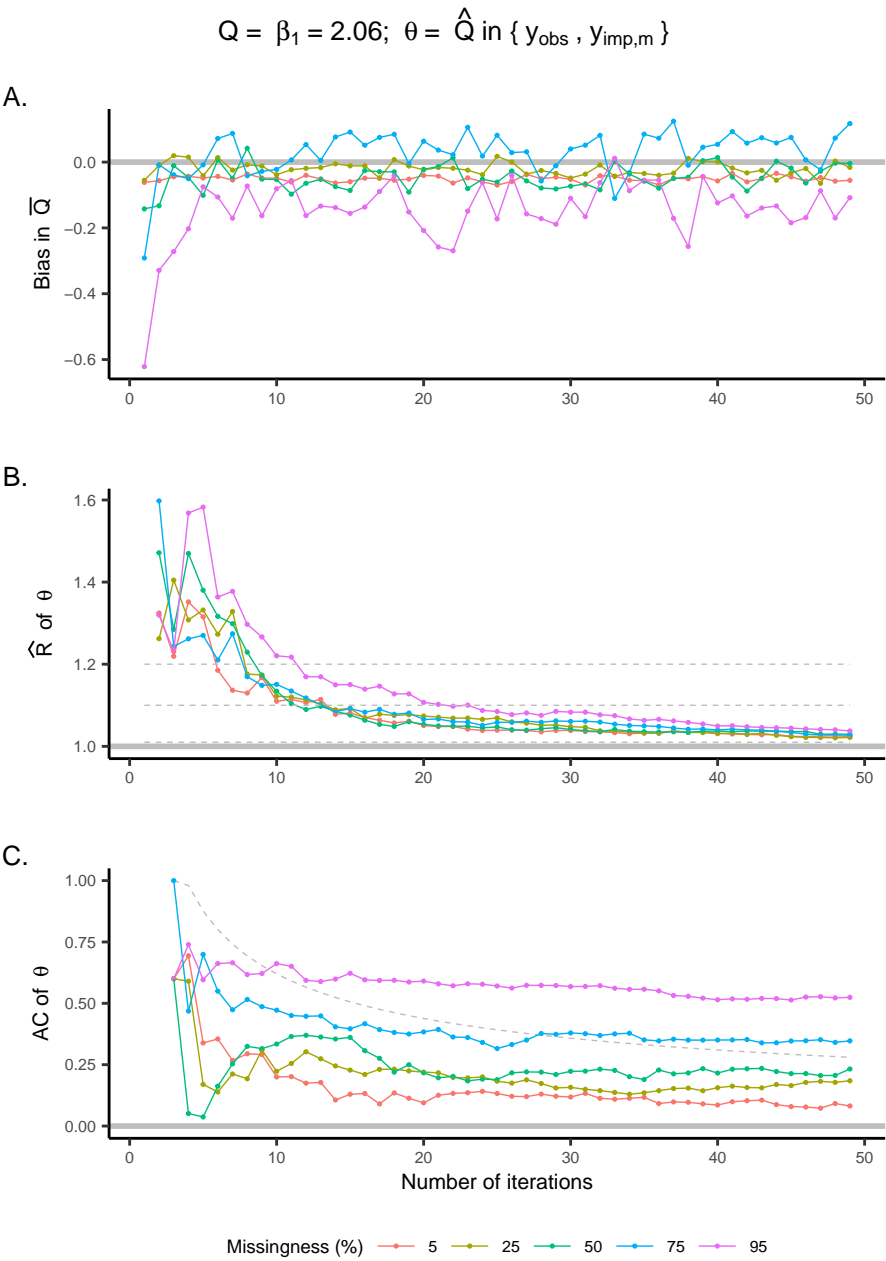 Q = β₁ = 2.06; θ = Q̂ in { y_obs , y_imp,m }
A.
Bias in Q̅
0.0
−0.2
−0.4
−0.6
0 10 20 30 40 50
B.
R̂ of θ
1.6
1.4
1.2
1.0
0 10 20 30 40 50
C.
AC of θ
1.00
0.75
0.50
0.25
0.00
0 10 20 30 40 50
Number of iterations
Missingness (%) 5 25 50 75 95